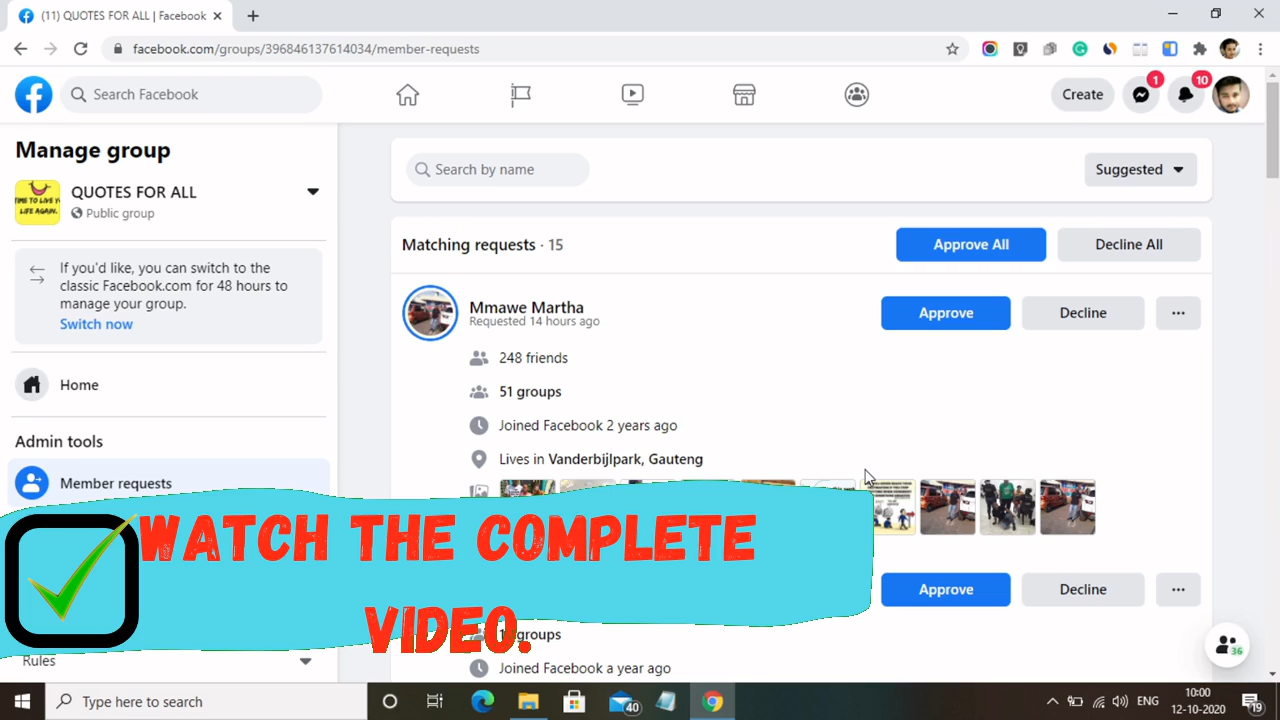 (11) QUOTES FOR ALL | Facebook
facebook.com/groups/396846137614034/member-requests
Search Facebook
Create
1
10
Manage group
QUOTES FOR ALL
Public group
If you'd like, you can switch to the
classic Facebook.com for 48 hours to
manage your group.
Switch now
Home
Admin tools
Member requests
Rules
Search by name
Suggested
Matching requests · 15
Approve All
Decline All
Mmawe Martha
Requested 14 hours ago
Approve
Decline
248 friends
51 groups
Joined Facebook 2 years ago
Lives in Vanderbijlpark, Gauteng
WATCH THE COMPLETE
VIDEO.
Approve
Decline
groups
Joined Facebook a year ago
36
Type here to search
40
ENG
10:00
12-10-2020
19